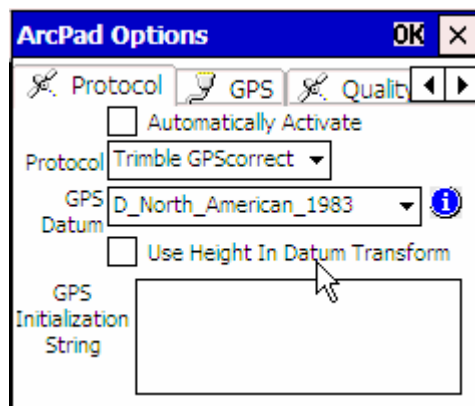 ArcPad Options OK
Protocol GPS Quality
Automatically Activate
Protocol Trimble GPScorrect
GPS Datum D_North_American_1983
Use Height In Datum Transform
GPS
Initialization
String